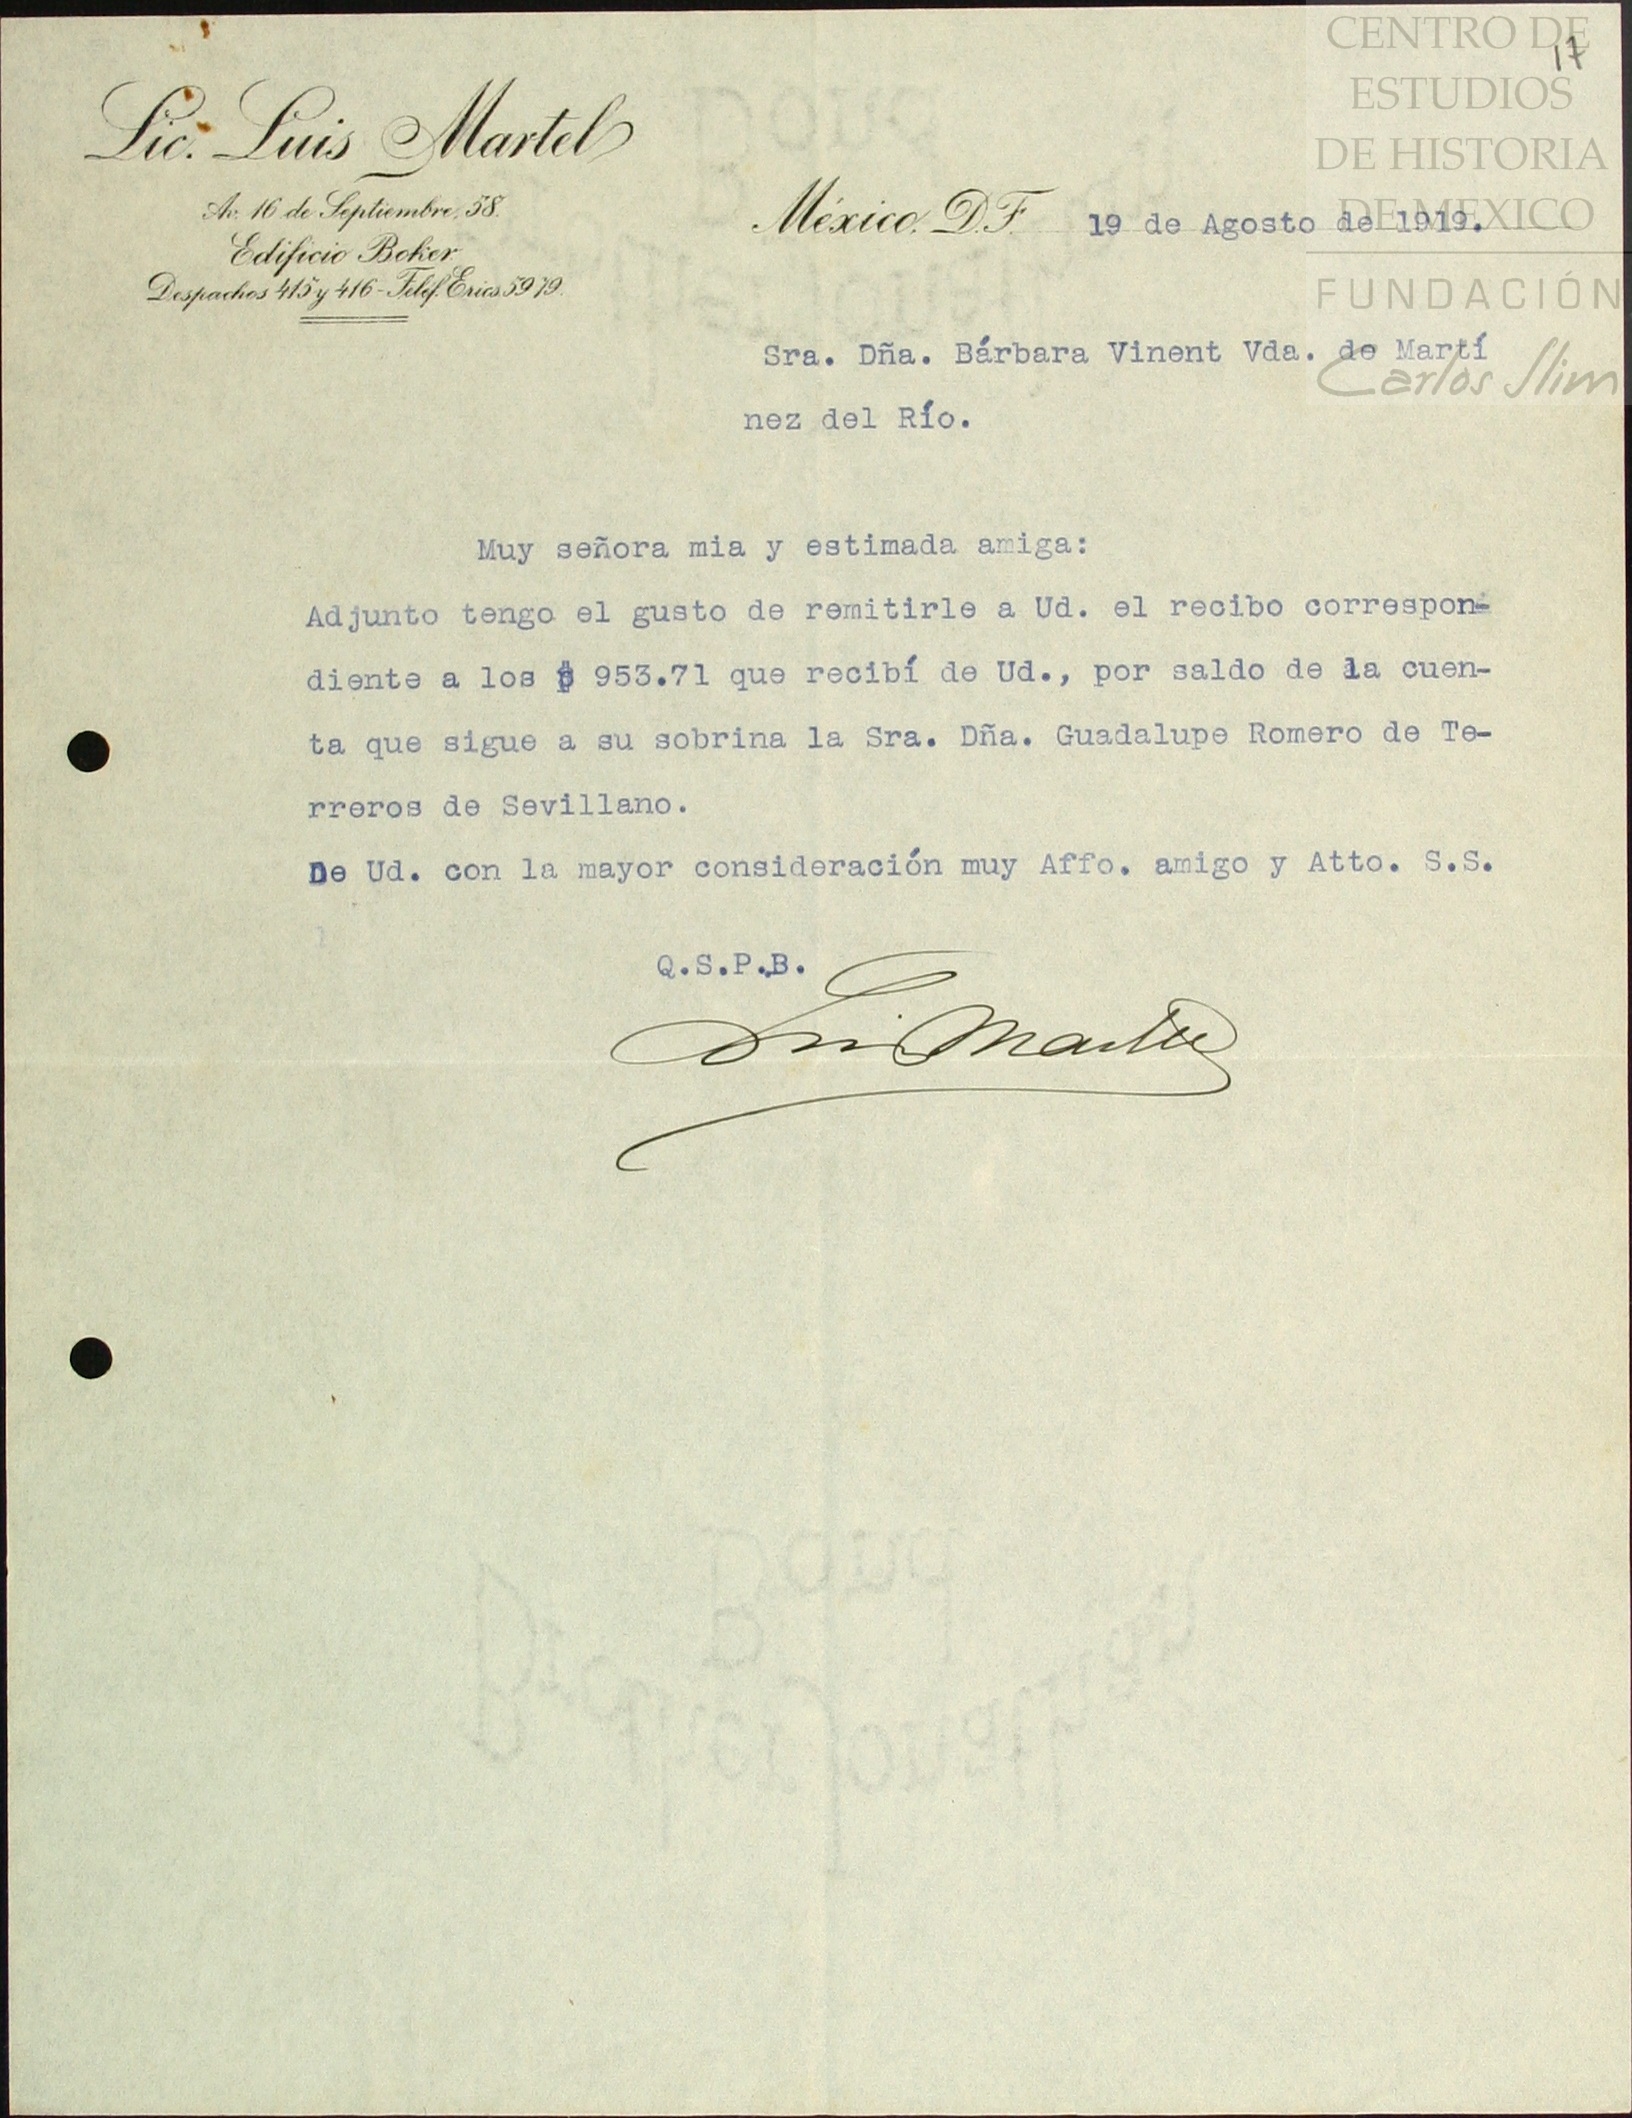 CENTRO DE
ESTUDIOS
DE HISTORIA
DE MEXICO
FUNDACIÓN
Carlos Slim
17
Lic. Luis Martel
Av. 16 de Septiembre, 58.
Edificio Boker
Despachos 415 y 416 - Teléf. Erics. 5979.
México. D.F. 19 de Agosto de 1919.
Sra. Dña. Bárbara Vinent Vda. de Martí
nez del Río.
Muy señora mia y estimada amiga:
Adjunto tengo el gusto de remitirle a Ud. el recibo correspon-
diente a los $ 953.71 que recibí de Ud., por saldo de la cuen-
ta que sigue a su sobrina la Sra. Dña. Guadalupe Romero de Te-
rreros de Sevillano.
De Ud. con la mayor consideración muy Affo. amigo y Atto. S.S.
Q.S.P.B.
Luis Martel